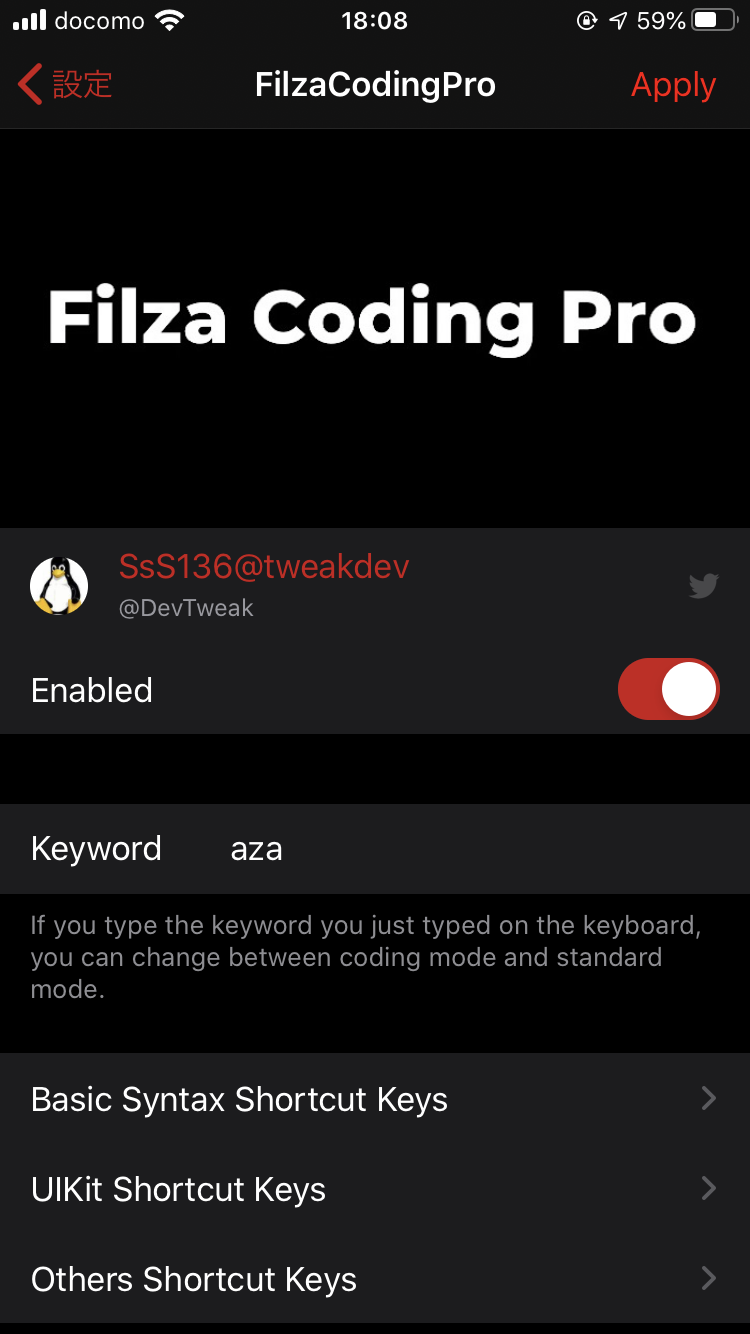 docomo 18:08 59%
設定 FilzaCodingPro Apply
Filza Coding Pro
SsS136@tweakdev
@DevTweak
Enabled
Keyword aza
If you type the keyword you just typed on the keyboard,
you can change between coding mode and standard
mode.
Basic Syntax Shortcut Keys
UIKit Shortcut Keys
Others Shortcut Keys